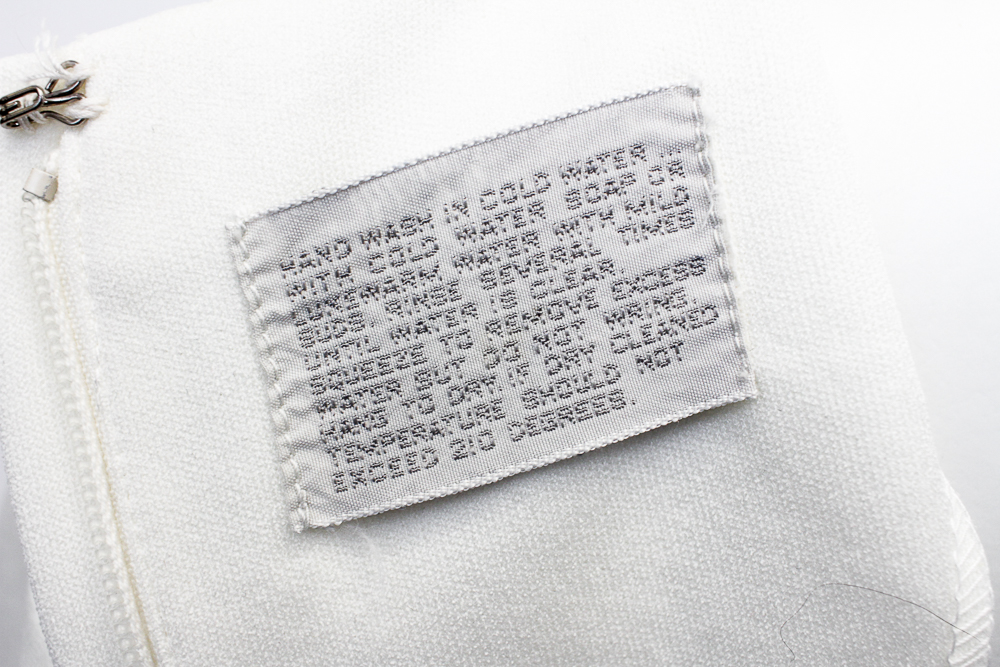 HAND WASH IN COLD WATER
WITH COLD WATER SOAP OR
LUKEWARM WATER WITH MILD
SUDS. RINSE SEVERAL TIMES
UNTIL WATER IS CLEAR.
SQUEEZE TO REMOVE EXCESS
WATER BUT DO NOT WRING.
HANG TO DRY IF DRY CLEANED
TEMPERATURE SHOULD NOT
EXCEED 210 DEGREES.